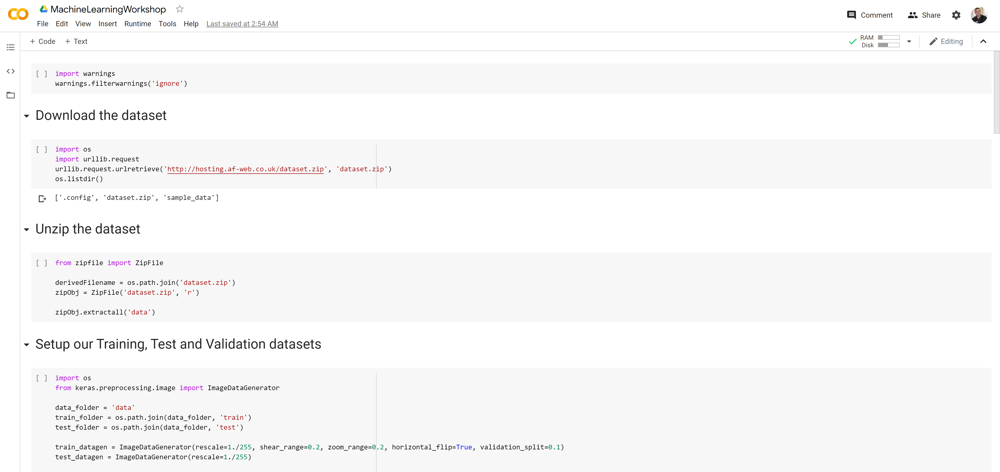 MachineLearningWorkshop
File Edit View Insert Runtime Tools Help Last saved at 2:54 AM
Comment Share
+ Code + Text
RAM
Disk
Editing
[ ] import warnings
warnings.filterwarnings('ignore')
Download the dataset
[ ] import os
import urllib.request
urllib.request.urlretrieve('http://hosting.af-web.co.uk/dataset.zip', 'dataset.zip')
os.listdir()
['.config', 'dataset.zip', 'sample_data']
Unzip the dataset
[ ] from zipfile import ZipFile
derivedFilename = os.path.join('dataset.zip')
zipObj = ZipFile('dataset.zip', 'r')
zipObj.extractall('data')
Setup our Training, Test and Validation datasets
[ ] import os
from keras.preprocessing.image import ImageDataGenerator
data_folder = 'data'
train_folder = os.path.join(data_folder, 'train')
test_folder = os.path.join(data_folder, 'test')
train_datagen = ImageDataGenerator(rescale=1./255, shear_range=0.2, zoom_range=0.2, horizontal_flip=True, validation_split=0.1)
test_datagen = ImageDataGenerator(rescale=1./255)